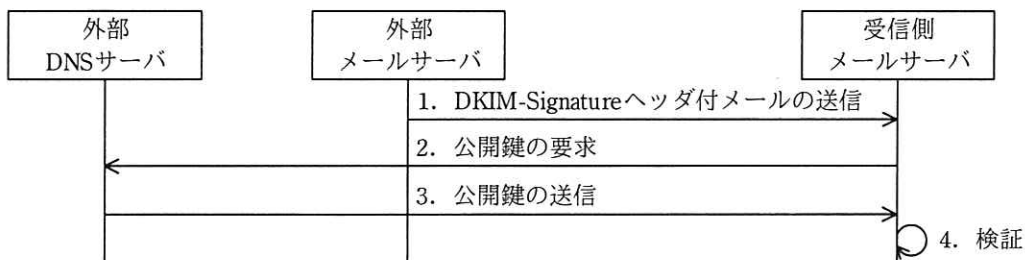 外部
DNSサーバ
外部
メールサーバ
受信側
メールサーバ
1. DKIM-Signatureヘッダ付メールの送信
2. 公開鍵の要求
3. 公開鍵の送信
4. 検証